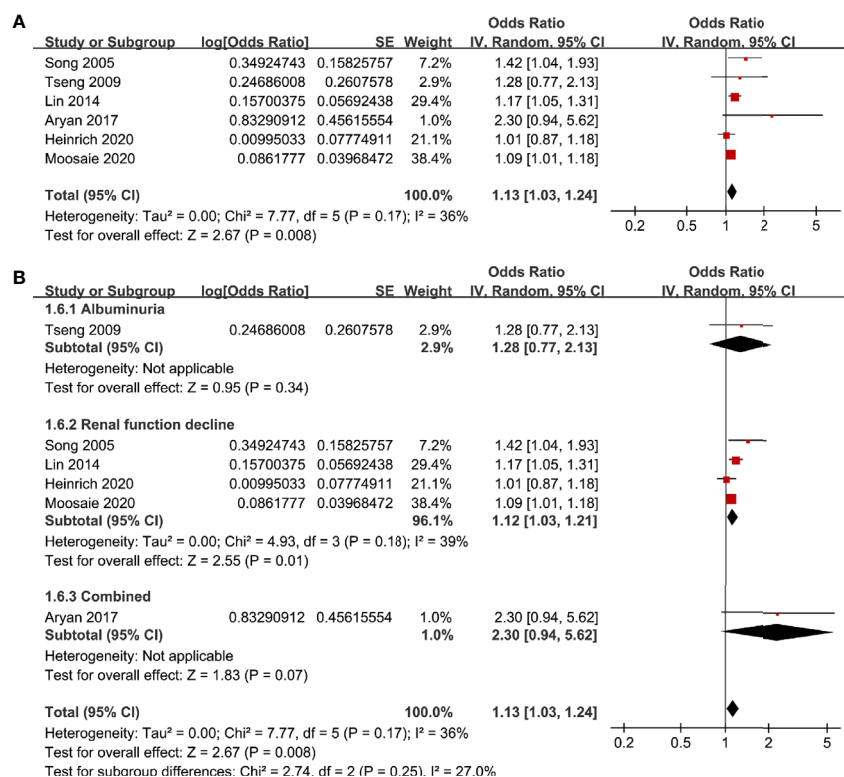 A
Odds Ratio Odds Ratio
Study or Subgroup log[Odds Ratio] SE Weight IV, Random, 95% CI IV, Random, 95% CI
Song 2005 0.34924743 0.15825757 7.2% 1.42 [1.04, 1.93]
Tseng 2009 0.24686008 0.2607578 2.9% 1.28 [0.77, 2.13]
Lin 2014 0.15700375 0.05692438 29.4% 1.17 [1.05, 1.31]
Aryan 2017 0.83290912 0.45615554 1.0% 2.30 [0.94, 5.62]
Heinrich 2020 0.00995033 0.07774911 21.1% 1.01 [0.87, 1.18]
Moosaie 2020 0.0861777 0.03968472 38.4% 1.09 [1.01, 1.18]
Total (95% CI) 100.0% 1.13 [1.03, 1.24]
Heterogeneity: Tau² = 0.00; Chi² = 7.77, df = 5 (P = 0.17); I² = 36%
Test for overall effect: Z = 2.67 (P = 0.008)
0.2 0.5 1 2 5
B
Odds Ratio Odds Ratio
Study or Subgroup log[Odds Ratio] SE Weight IV, Random, 95% CI IV, Random, 95% CI
1.6.1 Albuminuria
Tseng 2009 0.24686008 0.2607578 2.9% 1.28 [0.77, 2.13]
Subtotal (95% CI) 2.9% 1.28 [0.77, 2.13]
Heterogeneity: Not applicable
Test for overall effect: Z = 0.95 (P = 0.34)
1.6.2 Renal function decline
Song 2005 0.34924743 0.15825757 7.2% 1.42 [1.04, 1.93]
Lin 2014 0.15700375 0.05692438 29.4% 1.17 [1.05, 1.31]
Heinrich 2020 0.00995033 0.07774911 21.1% 1.01 [0.87, 1.18]
Moosaie 2020 0.0861777 0.03968472 38.4% 1.09 [1.01, 1.18]
Subtotal (95% CI) 96.1% 1.12 [1.03, 1.21]
Heterogeneity: Tau² = 0.00; Chi² = 4.93, df = 3 (P = 0.18); I² = 39%
Test for overall effect: Z = 2.55 (P = 0.01)
1.6.3 Combined
Aryan 2017 0.83290912 0.45615554 1.0% 2.30 [0.94, 5.62]
Subtotal (95% CI) 1.0% 2.30 [0.94, 5.62]
Heterogeneity: Not applicable
Test for overall effect: Z = 1.83 (P = 0.07)
Total (95% CI) 100.0% 1.13 [1.03, 1.24]
Heterogeneity: Tau² = 0.00; Chi² = 7.77, df = 5 (P = 0.17); I² = 36%
Test for overall effect: Z = 2.67 (P = 0.008)
Test for subgroup differences: Chi² = 2.74, df = 2 (P = 0.25), I² = 27.0%
0.2 0.5 1 2 5